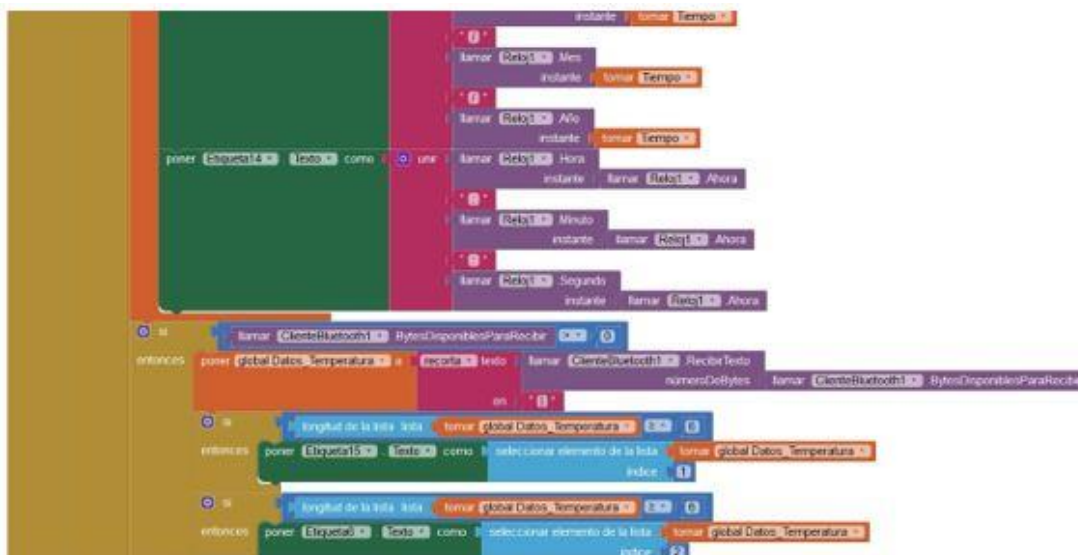 instante tomar Tiempo
" / "
llamar Reloj1 .Mes
instante tomar Tiempo
" / "
llamar Reloj1 .Año
instante tomar Tiempo
poner Etiqueta14 . Texto como unir llamar Reloj1 .Hora
instante llamar Reloj1 .Ahora
llamar Reloj1 .Minuto
instante llamar Reloj1 .Ahora
llamar Reloj1 .Segundo
instante llamar Reloj1 .Ahora
si llamar ClienteBluetooth1 .BytesDisponiblesParaRecibir 0
entonces poner global Datos_Temperatura a recorta texto llamar ClienteBluetooth1 .RecibirTexto
númeroDeBytes llamar ClienteBluetooth1 .BytesDisponiblesParaRecibir
en
si longitud de la lista lista tomar global Datos_Temperatura ≥ 6
entonces poner Etiqueta15 . Texto como seleccionar elemento de la lista tomar global Datos_Temperatura
índice 1
si longitud de la lista lista tomar global Datos_Temperatura ≥ 6
entonces poner . Texto como seleccionar elemento de la lista tomar global Datos_Temperatura
índice 2